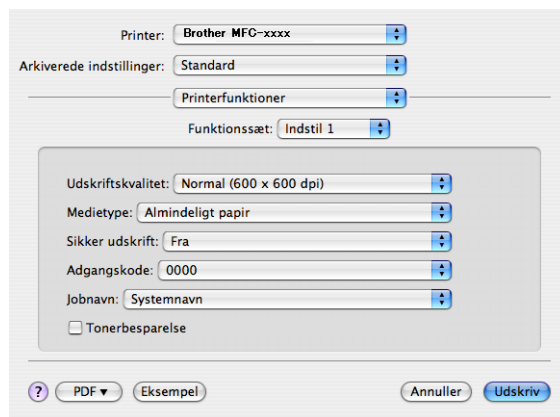 Printer: Brother MFC-xxxx
Arkiverede indstillinger: Standard
Printerfunktioner
Funktionssæt: Indstil 1
Udskriftskvalitet: Normal (600 x 600 dpi)
Medietype: Almindeligt papir
Sikker udskrift: Fra
Adgangskode: 0000
Jobnavn: Systemnavn
Tonerbesparelse
? PDF ▼ Eksempel Annuller Udskriv